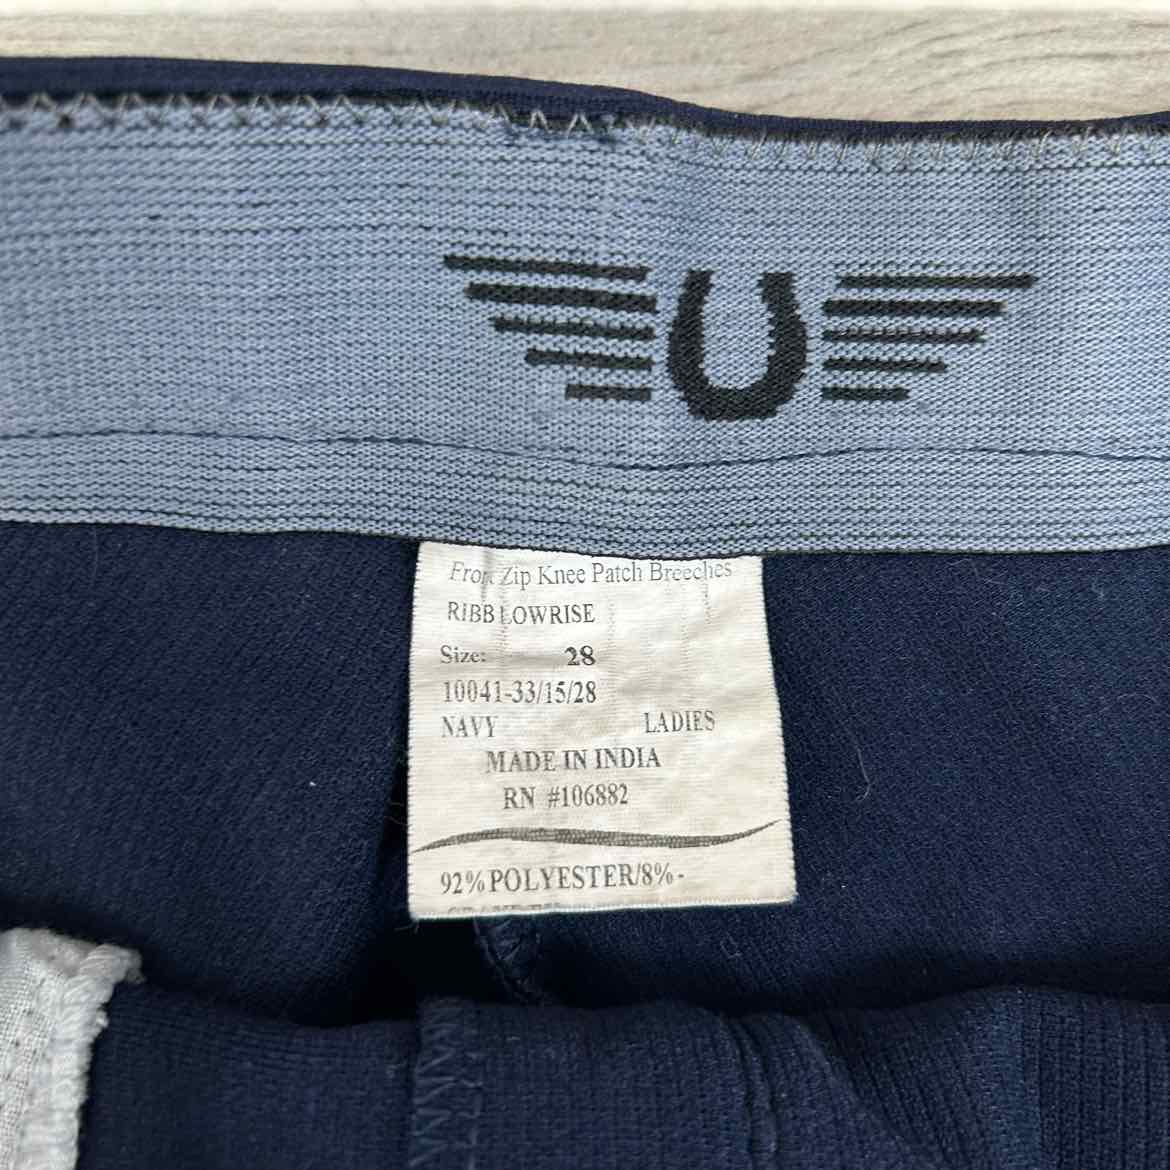 Front Zip Knee Patch Breeches
RIBB LOWRISE
Size: 28
10041-33/15/28
NAVY LADIES
MADE IN INDIA
RN #106882
92% POLYESTER/8%-